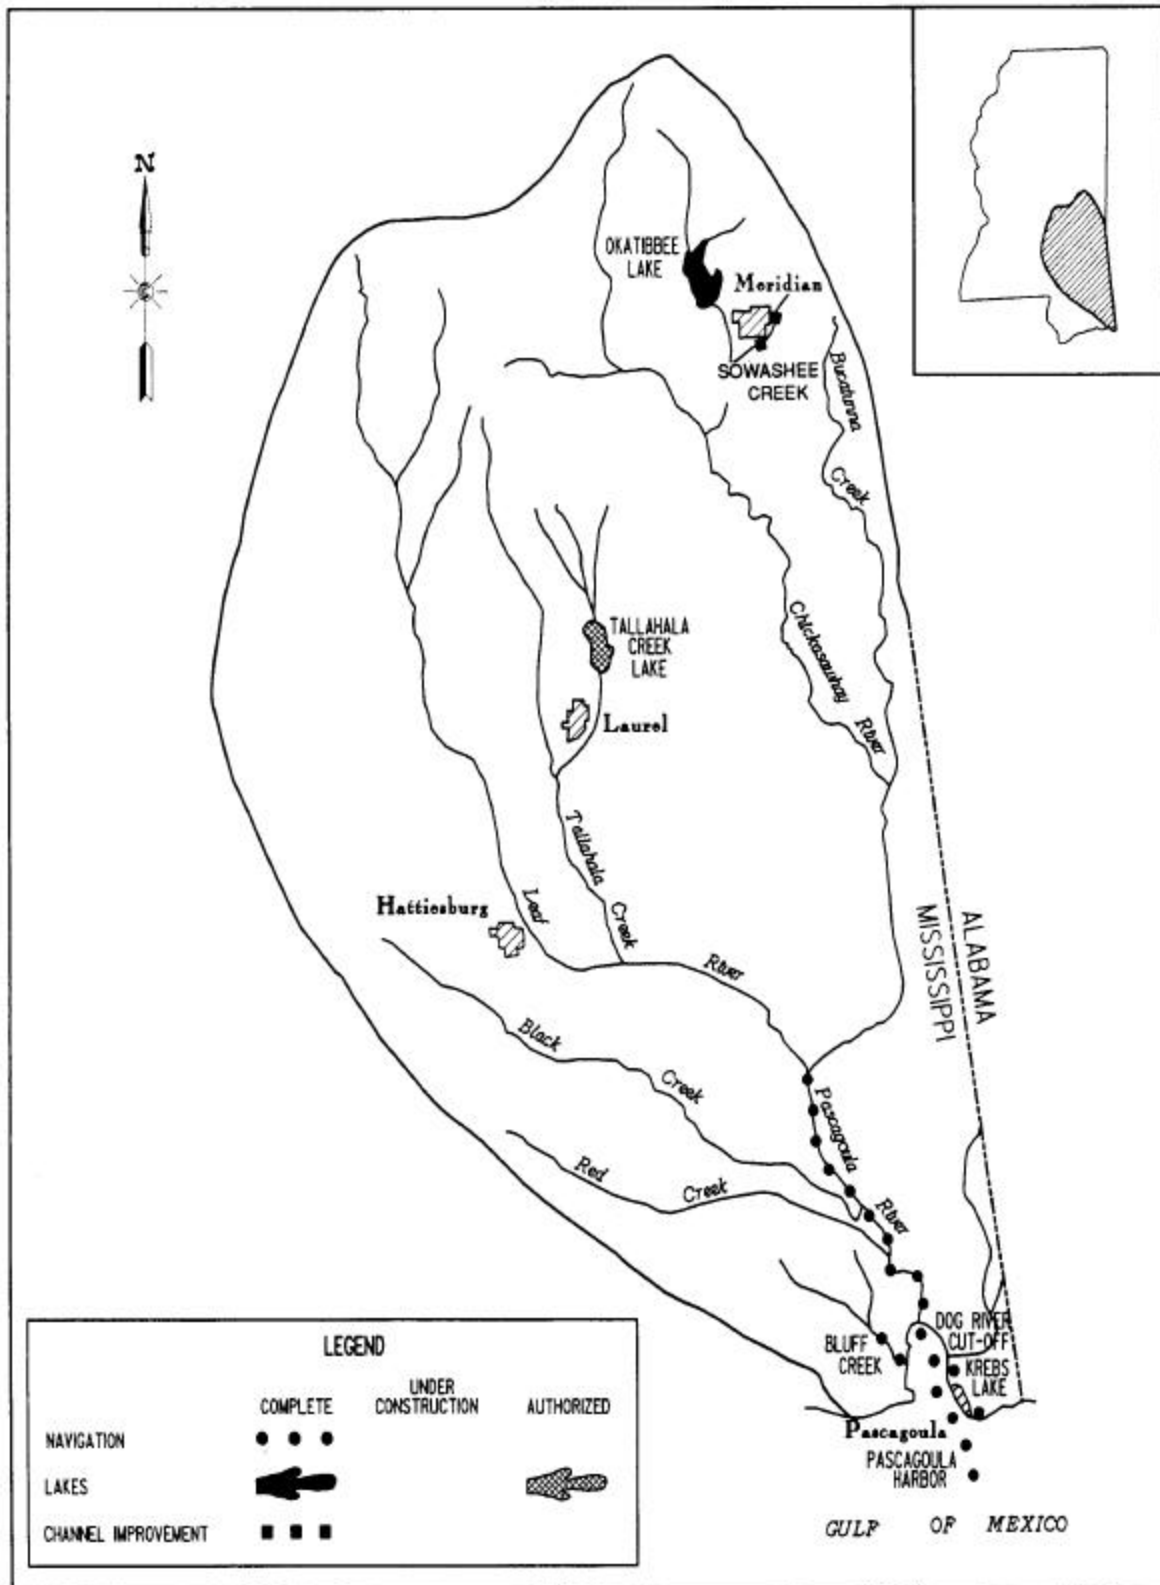 N
OKATIBBEE
LAKE
Meridian
SOWASHEE
CREEK
Bucatunna
Creek
TALLAHALA
CREEK
LAKE
Chickasawhay
River
Laurel
Tallahala
Creek
Hattiesburg
Leaf
River
ALABAMA
MISSISSIPPI
Black
Creek
Pascagoula
River
Red
Creek
DOG RIVER
CUT-OFF
BLUFF
CREEK
KREBS
LAKE
Pascagoula
PASCAGOULA
HARBOR
GULF OF MEXICO
LEGEND
COMPLETE
UNDER
CONSTRUCTION
AUTHORIZED
NAVIGATION
LAKES
CHANNEL IMPROVEMENT